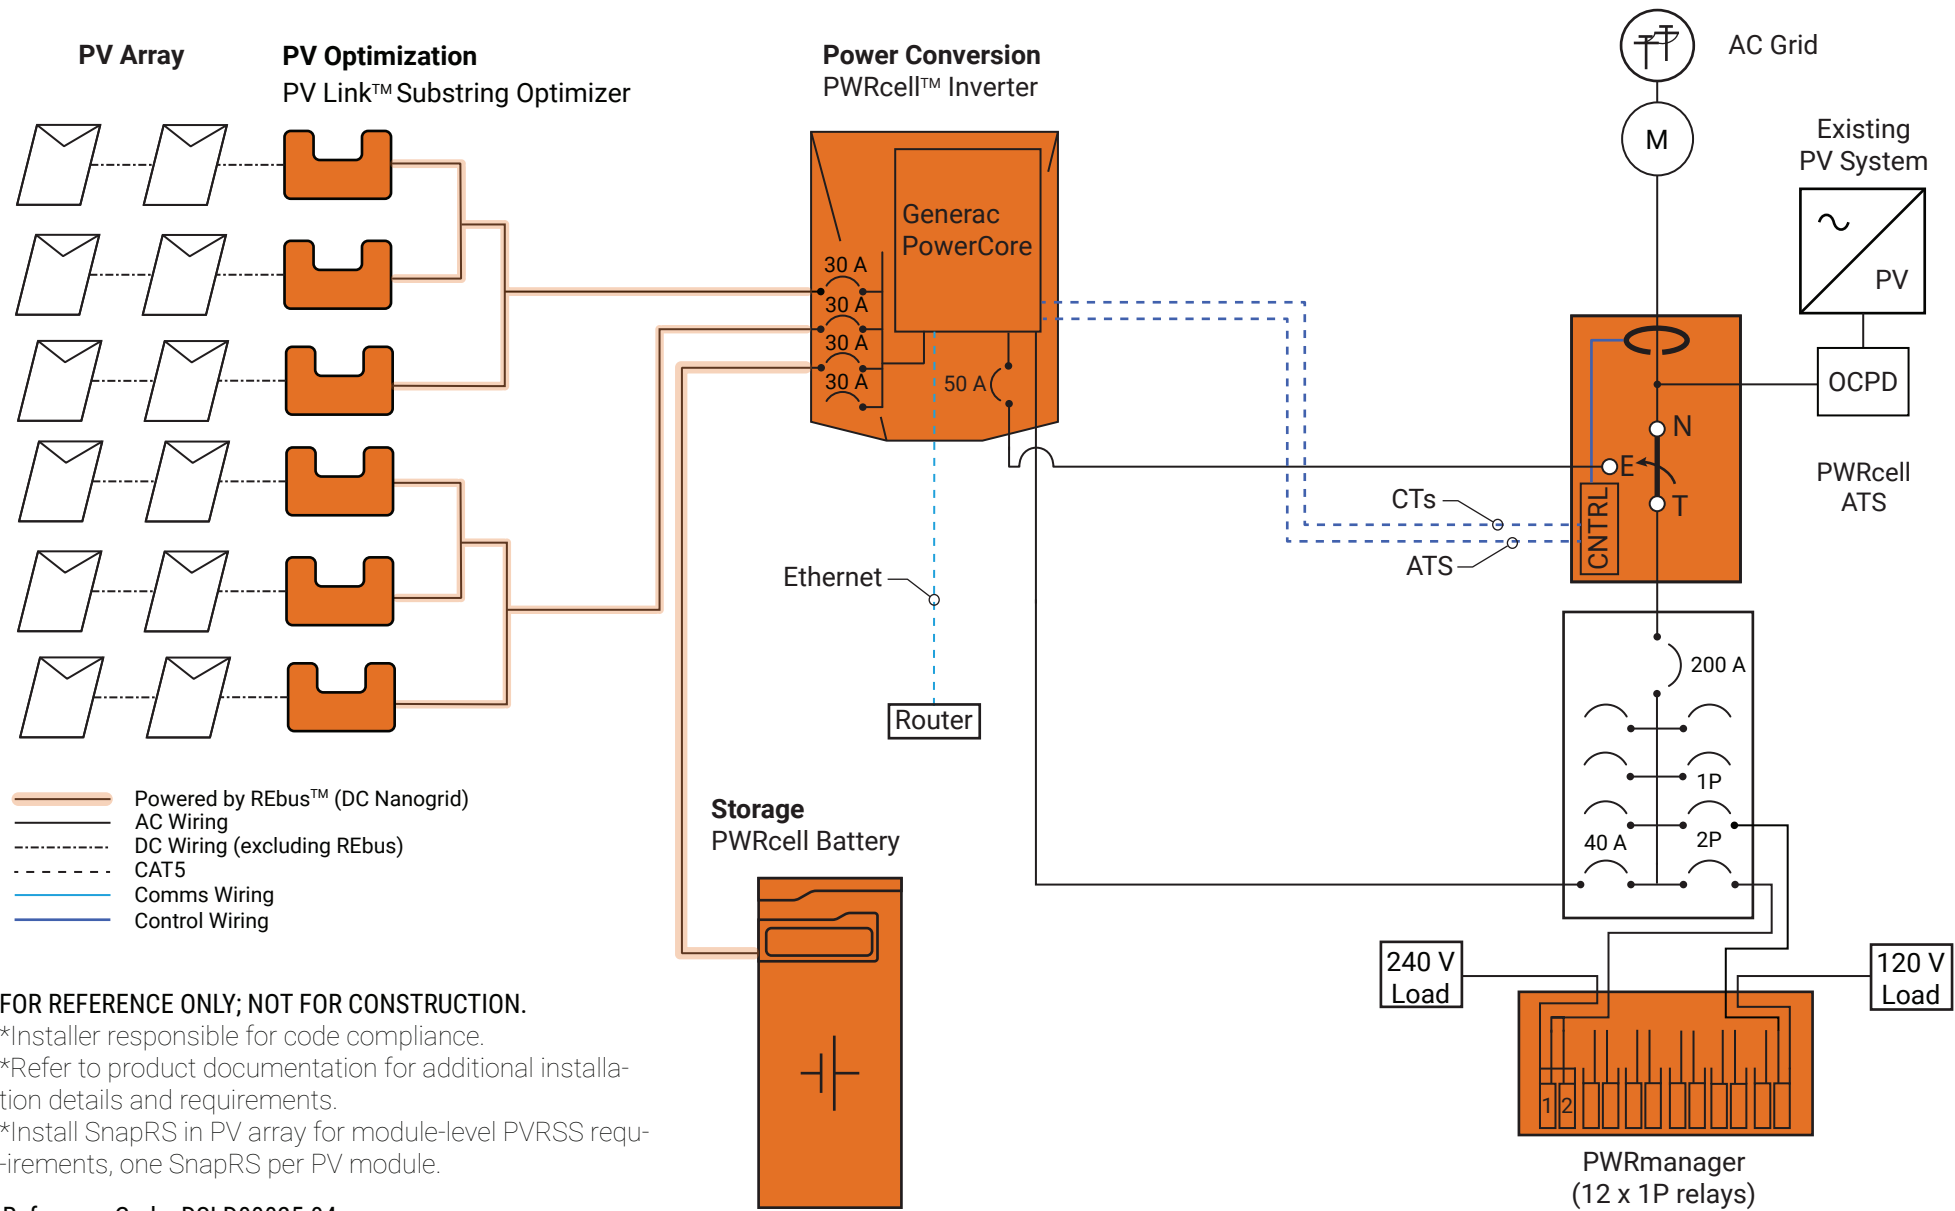 PV Array
PV Optimization
PV Link™ Substring Optimizer
Power Conversion
PWRcell™ Inverter
AC Grid
M
Existing
PV System
PV
Generac
PowerCore
30 A
30 A
30 A
30 A
50 A
OCPD
N
E
T
CNTRL
PWRcell
ATS
CTs
ATS
Ethernet
Router
200 A
1P
2P
40 A
Powered by REbus™ (DC Nanogrid)
AC Wiring
DC Wiring (excluding REbus)
CAT5
Comms Wiring
Control Wiring
Storage
PWRcell Battery
240 V
Load
120 V
Load
1 2
PWRmanager
(12 x 1P relays)
FOR REFERENCE ONLY; NOT FOR CONSTRUCTION.
*Installer responsible for code compliance.
*Refer to product documentation for additional installa-
tion details and requirements.
*Install SnapRS in PV array for module-level PVRSS requ-
-irements, one SnapRS per PV module.